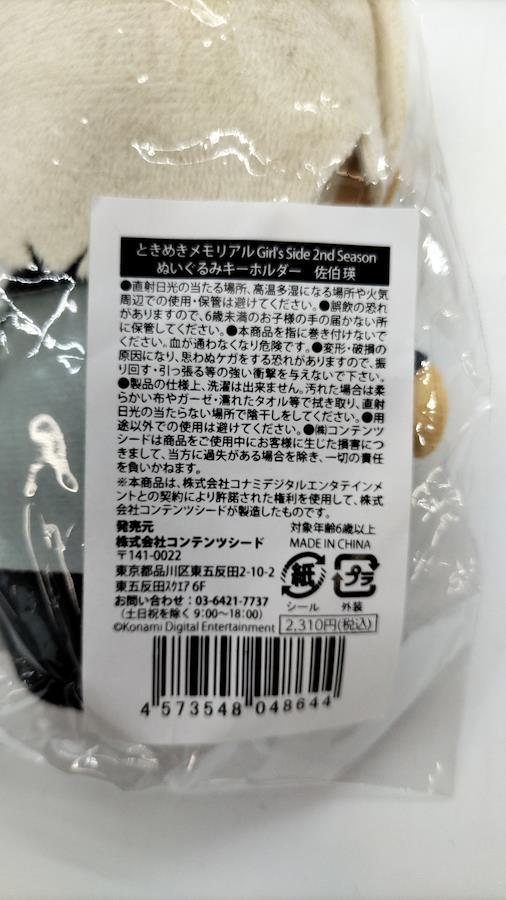 ときめきメモリアル Girl's Side 2nd Season
ぬいぐるみキーホルダー　佐伯 瑛
●直射日光の当たる場所、高温多湿になる場所や火気
周辺での使用・保管は避けてください。●誤飲の恐れ
がありますので、6歳未満のお子様の手の届かない所
に保管してください。●本商品を指に巻き付けないで
ください。血が通わなくなり危険です。●変形・破損の
原因になり、思わぬケガをする恐れがありますので、振
り回す・引っ張る等の強い衝撃を与えないで下さい。
●製品の仕様上、洗濯は出来ません。汚れた場合は柔
らかい布やガーゼ・濡れたタオル等で拭き取り、直射
日光の当たらない場所で陰干しをしてください。●用
途以外での使用は避けてください。●㈱コンテンツ
シードは商品をご使用中にお客様に生じた損害につ
きまして、当方に過失がある場合を除き、一切の責任
を負いかねます。
※本商品は、株式会社コナミデジタルエンタテインメ
ントとの契約により許諾された権利を使用して、株式
会社コンテンツシードが製造したものです。
発売元
対象年齢6歳以上
株式会社コンテンツシード
MADE IN CHINA
〒141-0022
東京都品川区東五反田2-10-2
東五反田ｽｸｴｱ 6F
お問い合わせ：03-6421-7737
(土日祝を除く 9:00～18:00)
©Konami Digital Entertainment
紙
シール
プラ
外装
2,310円(税込)
4 573548 048644